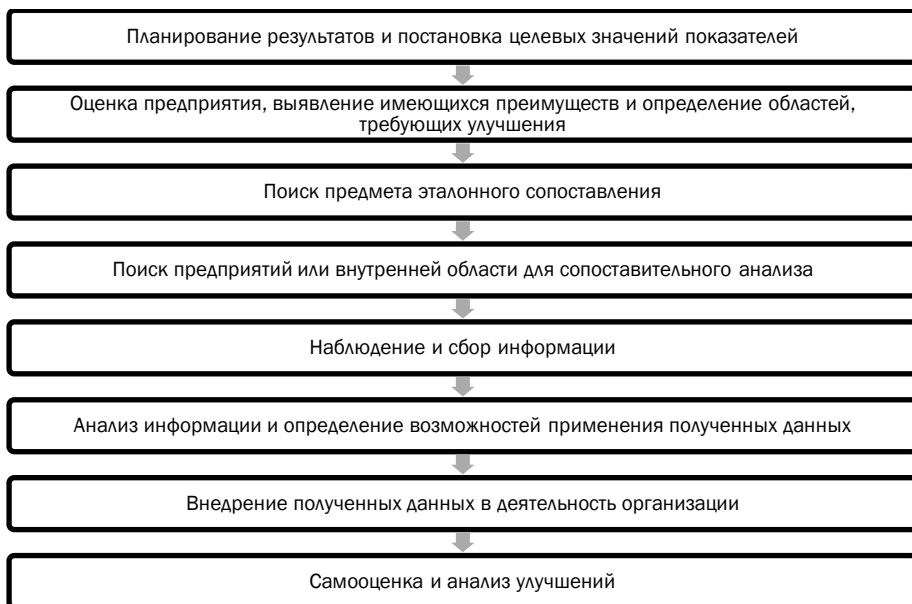 Планирование результатов и постановка целевых значений показателей
Оценка предприятия, выявление имеющихся преимуществ и определение областей,
требующих улучшения
Поиск предмета эталонного сопоставления
Поиск предприятий или внутренней области для сопоставительного анализа
Наблюдение и сбор информации
Анализ информации и определение возможностей применения полученных данных
Внедрение полученных данных в деятельность организации
Самооценка и анализ улучшений